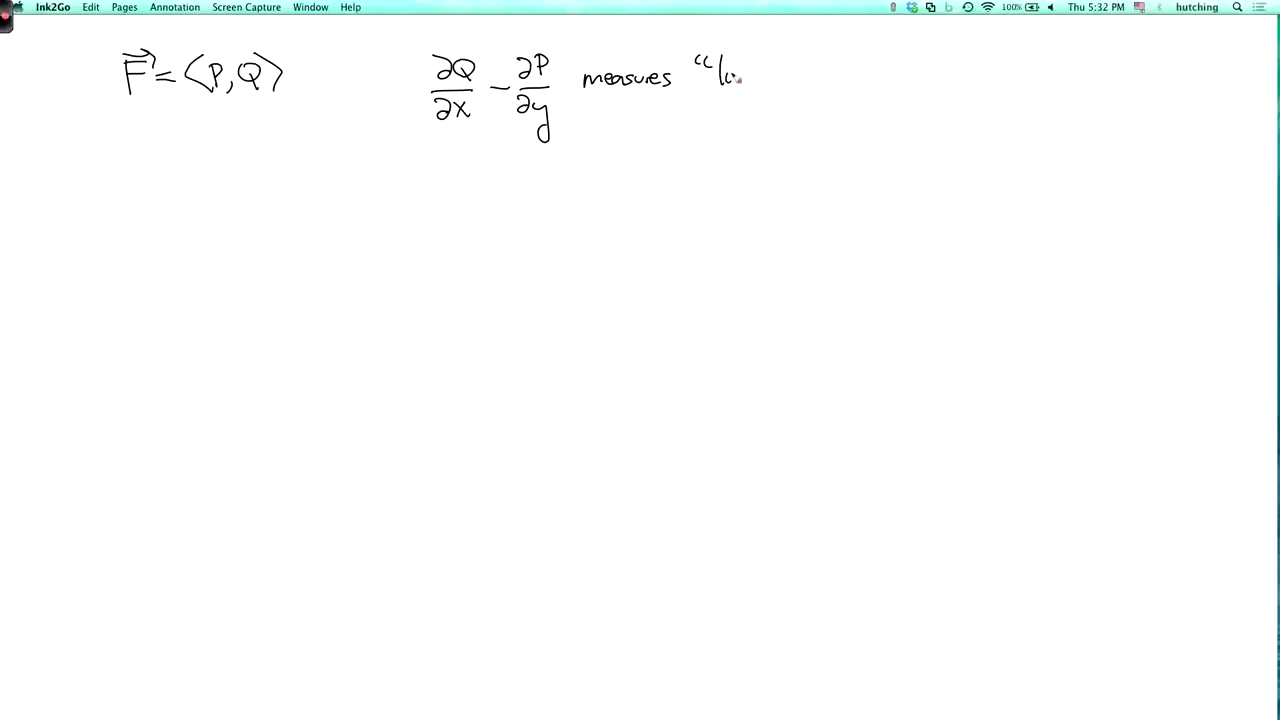 Ink2Go Edit Pages Annotation Screen Capture Window Help 100% Thu 5:32 PM hutching
F⃗ = ⟨P, Q⟩ ∂Q/∂x − ∂P/∂y measures “